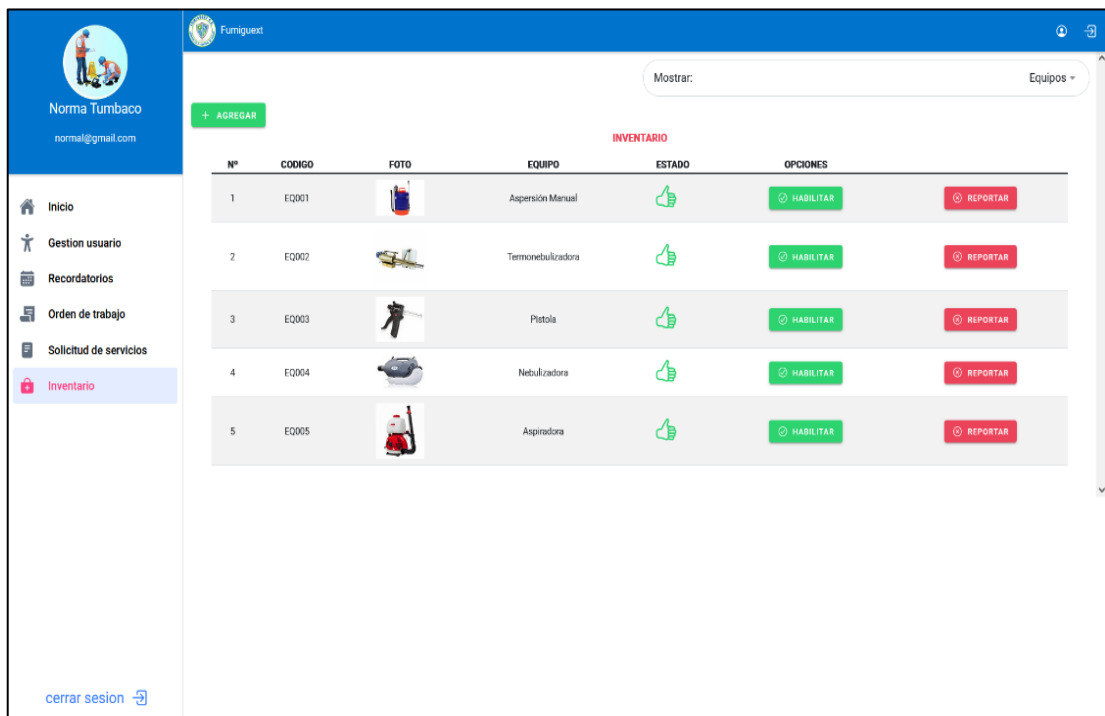 Fumiguext
Norma Tumbaco
normal@gmail.com
Inicio
Gestion usuario
Recordatorios
Orden de trabajo
Solicitud de servicios
Inventario
cerrar sesion
Mostrar: Equipos
+ AGREGAR
INVENTARIO
Nº CODIGO FOTO EQUIPO ESTADO OPCIONES
1 EQ001 Aspersión Manual HABILITAR REPORTAR
2 EQ002 Termonebulizadora HABILITAR REPORTAR
3 EQ003 Pistola HABILITAR REPORTAR
4 EQ004 Nebulizadora HABILITAR REPORTAR
5 EQ005 Aspiradora HABILITAR REPORTAR